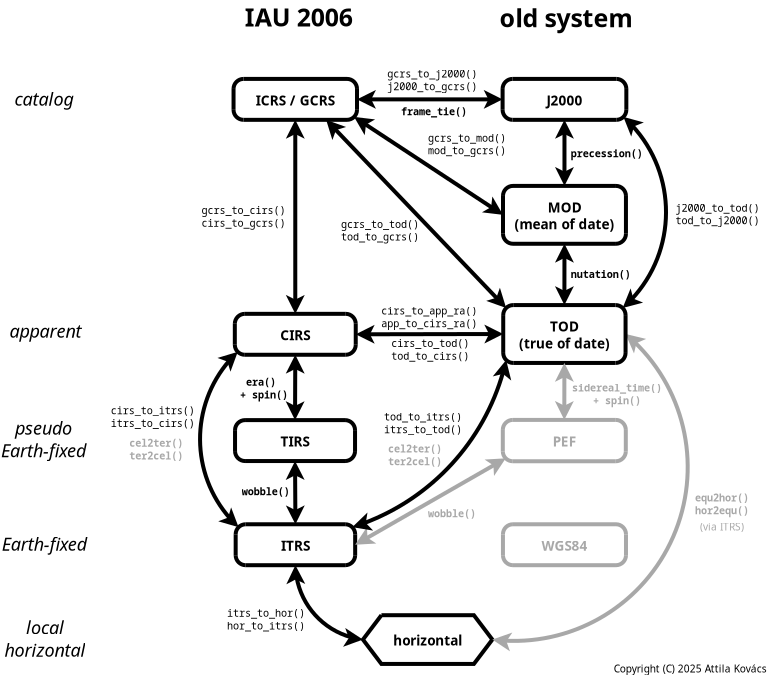 IAU 2006
old system
catalog
ICRS / GCRS
gcrs_to_j2000()
j2000_to_gcrs()
frame_tie()
J2000
gcrs_to_mod()
mod_to_gcrs()
precession()
MOD
(mean of date)
gcrs_to_cirs()
cirs_to_gcrs()
gcrs_to_tod()
tod_to_gcrs()
j2000_to_tod()
tod_to_j2000()
nutation()
apparent
CIRS
cirs_to_app_ra()
app_to_cirs_ra()
cirs_to_tod()
tod_to_cirs()
TOD
(true of date)
era()
+ spin()
sidereal_time()
+ spin()
pseudo
Earth-fixed
cirs_to_itrs()
itrs_to_cirs()
cel2ter()
ter2cel()
TIRS
tod_to_itrs()
itrs_to_tod()
cel2ter()
ter2cel()
PEF
wobble()
wobble()
equ2hor()
hor2equ()
(via ITRS)
Earth-fixed
ITRS
WGS84
local
horizontal
itrs_to_hor()
hor_to_itrs()
horizontal
Copyright (C) 2025 Attila Kovács